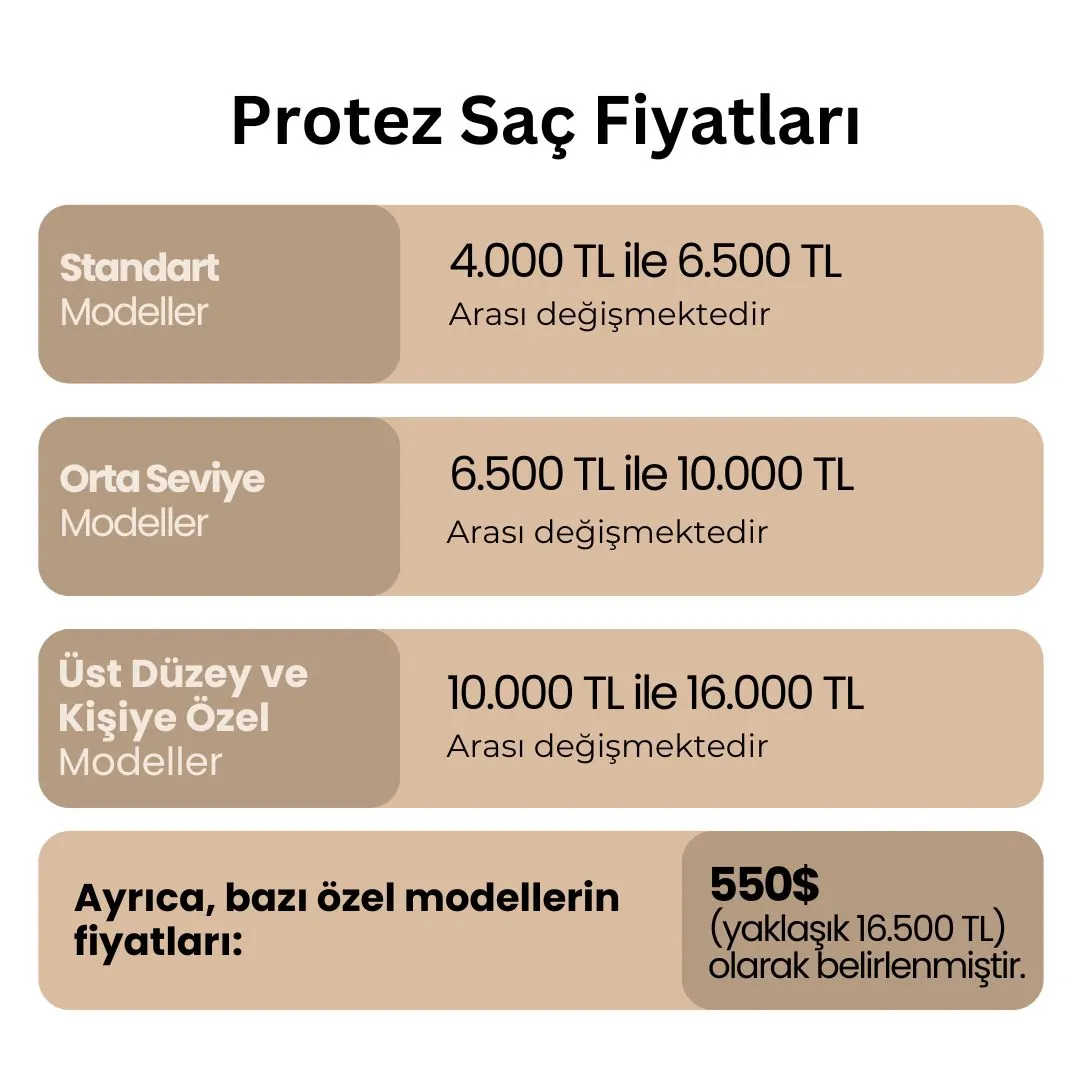 Protez Saç Fiyatları
Standart
Modeller
4.000 TL ile 6.500 TL
Arası değişmektedir
Orta Seviye
Modeller
6.500 TL ile 10.000 TL
Arası değişmektedir
Üst Düzey ve
Kişiye Özel
Modeller
10.000 TL ile 16.000 TL
Arası değişmektedir
Ayrıca, bazı özel modellerin
fiyatları:
550$
(yaklaşık 16.500 TL)
olarak belirlenmiştir.